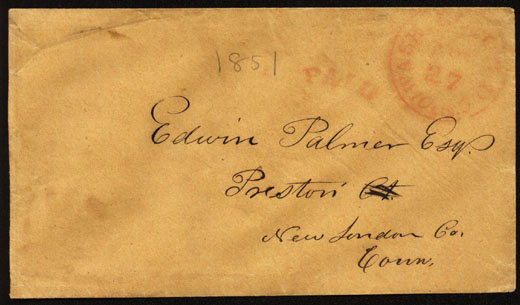 1851
PAID
27
Edwin Palmer Esq.
Preston Ct.
New London Co.
Conn.